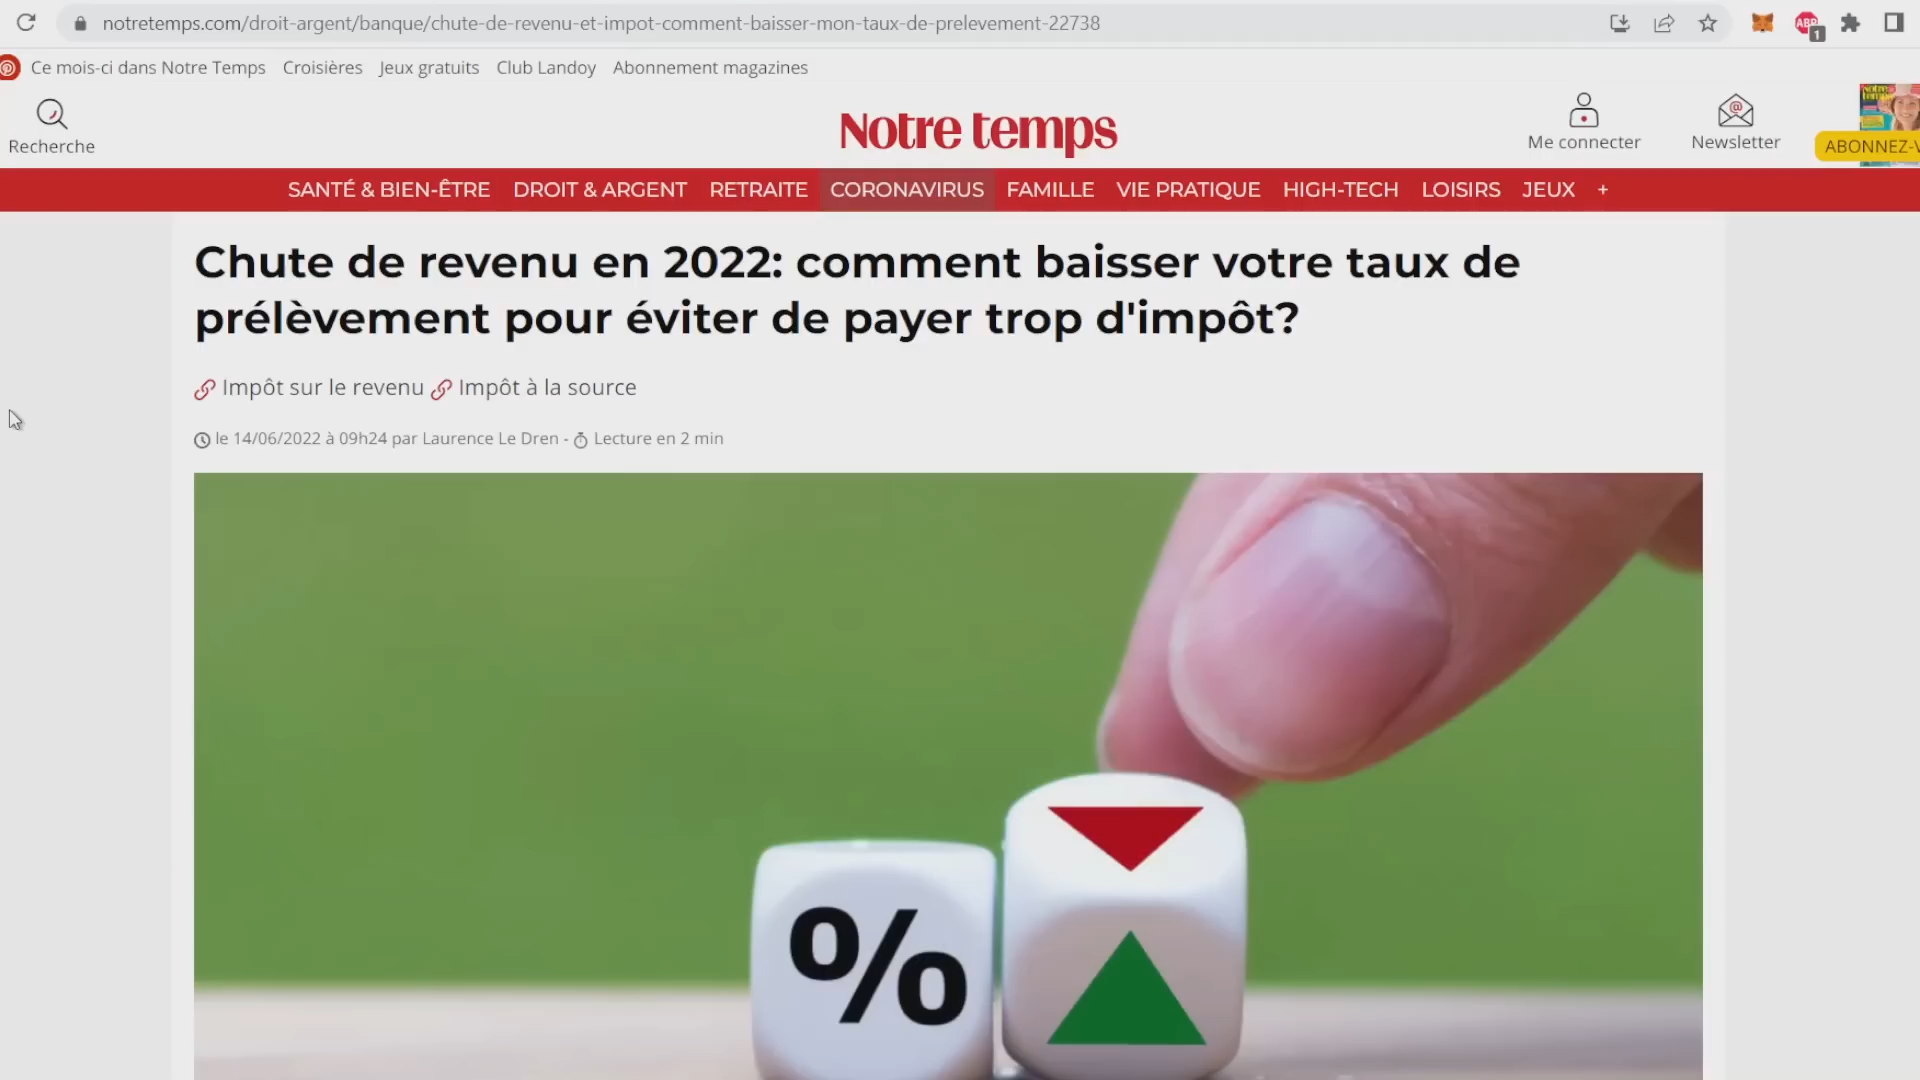 notretemps.com/droit-argent/banque/chute-de-revenu-et-impot-comment-baisser-mon-taux-de-prelevement-22738
ABP
1
Ce mois-ci dans Notre Temps Croisières Jeux gratuits Club Landoy Abonnement magazines
Recherche
Notre temps
Me connecter
Newsletter
ABONNEZ-V
SANTÉ & BIEN-ÊTRE DROIT & ARGENT RETRAITE CORONAVIRUS FAMILLE VIE PRATIQUE HIGH-TECH LOISIRS JEUX +
Chute de revenu en 2022: comment baisser votre taux de
prélèvement pour éviter de payer trop d'impôt?
Impôt sur le revenu Impôt à la source
le 14/06/2022 à 09h24 par Laurence Le Dren - Lecture en 2 min
%